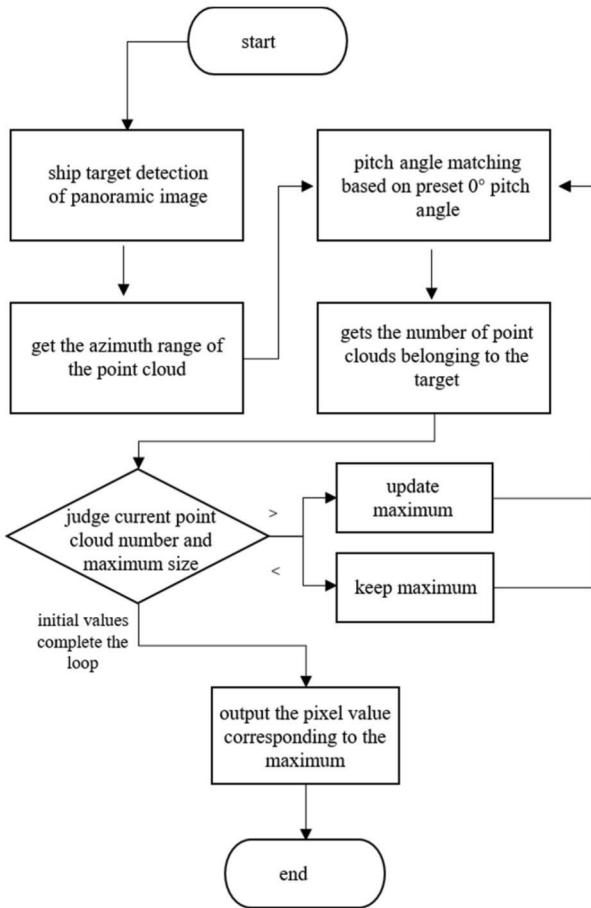 start
ship target detection
of panoramic image
pitch angle matching
based on preset 0° pitch
angle
get the azimuth range of
the point cloud
gets the number of point
clouds belonging to the
target
judge current point
cloud number and
maximum size
>
<
update
maximum
keep maximum
initial values
complete the
loop
output the pixel value
corresponding to the
maximum
end